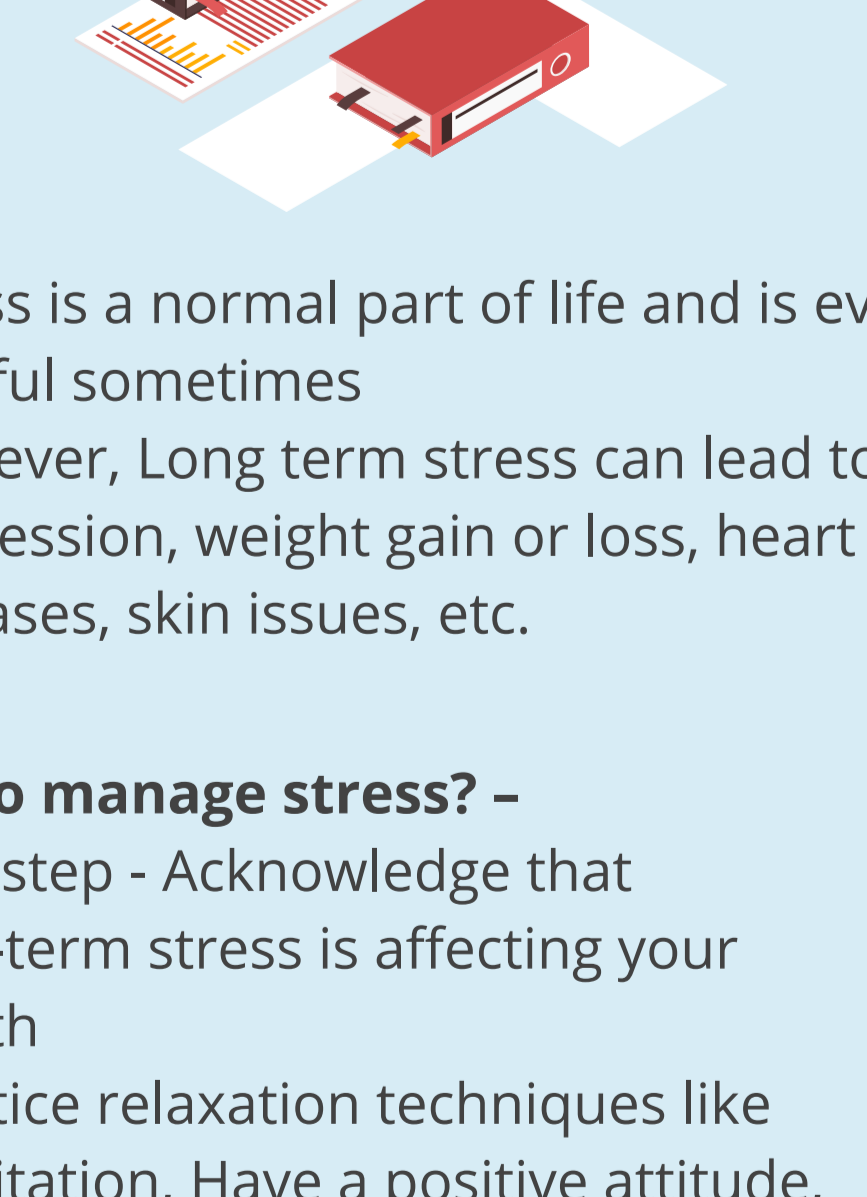 ss is a normal part of life and is ev
ful sometimes
ever, Long term stress can lead to
ession, weight gain or loss, heart
ases, skin issues, etc.
o manage stress? –
step - Acknowledge that
-term stress is affecting your
th
tice relaxation techniques like
itation. Have a positive attitude.